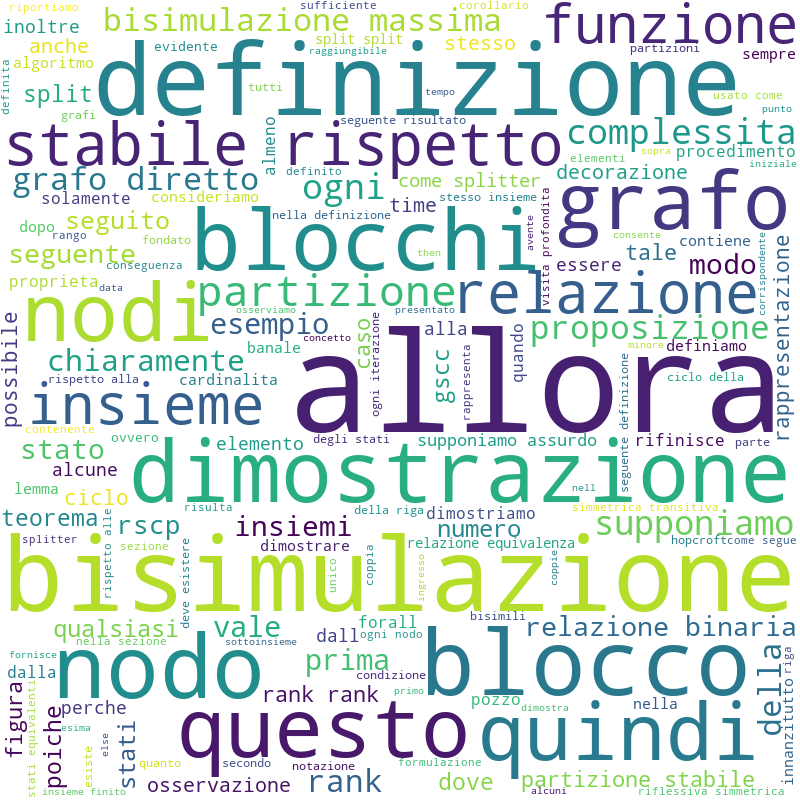 riportiamo
bisimulazione massima
sufficiente
corollario
funzione
inoltre
anche
evidente
split split
stesso
partizioni
sempre
raggiungibile
algoritmo
definizione
definita
split
tutti
tempo
usato come
punto
grafi
almeno
seguente risultato
stabile rispetto
complessita
elementi
sopra
procedimento
iniziale
grafo diretto
definito
ogni
come splitter
decorazione
solamente
consideriamo
nella definizione
stesso insieme
time
grafo
dopo
seguito
rango
fondato
blocchi
avente
visita profondita
consente
contiene
corrispondente
tale
seguente
conseguenza
then
essere
modo
rappresentazione
proprieta
data
nodi
partizione
relazione
osserviamo
presentato
possibile
esempio
concetto
caso
ogni iterazione
alla
gscc
rappresenta
quando
proposizione
minore
definiamo
chiaramente
banale
allora
rispetto alla
cardinalita
ciclo della
insieme
contenente
stato
ovvero
elemento
degli stati
supponiamo assurdo
rifinisce
parte
seguente definizione
alcune
dimostrazione
nell
lemma
ciclo
risulta
della riga
simmetrica transitiva
teorema
rscp
rispetto alle
insiemi
dimostriamo
numero
supponiamo
splitter
sezione
deve esistere
dimostrare
unico
coppia
relazione equivalenza
coppie
hopcroftcome segue
bisimulazione
ingresso
qualsiasi
nella sezione
vale
sottoinsieme
dall
forall
ogni nodo
bisimili
relazione binaria
della
innanzitutto
riga
fornisce
dalla
nodo
prima
condizione
blocco
figura
stati equivalenti
poiche
perche
esima
rank rank
primo
pozzo
dimostra
nella
stati
else
esiste
questo
quindi
quanto
secondo
notazione
formulazione
insieme finito
osservazione
rank
dove
partizione stabile
alcuni
riflessiva simmetrica